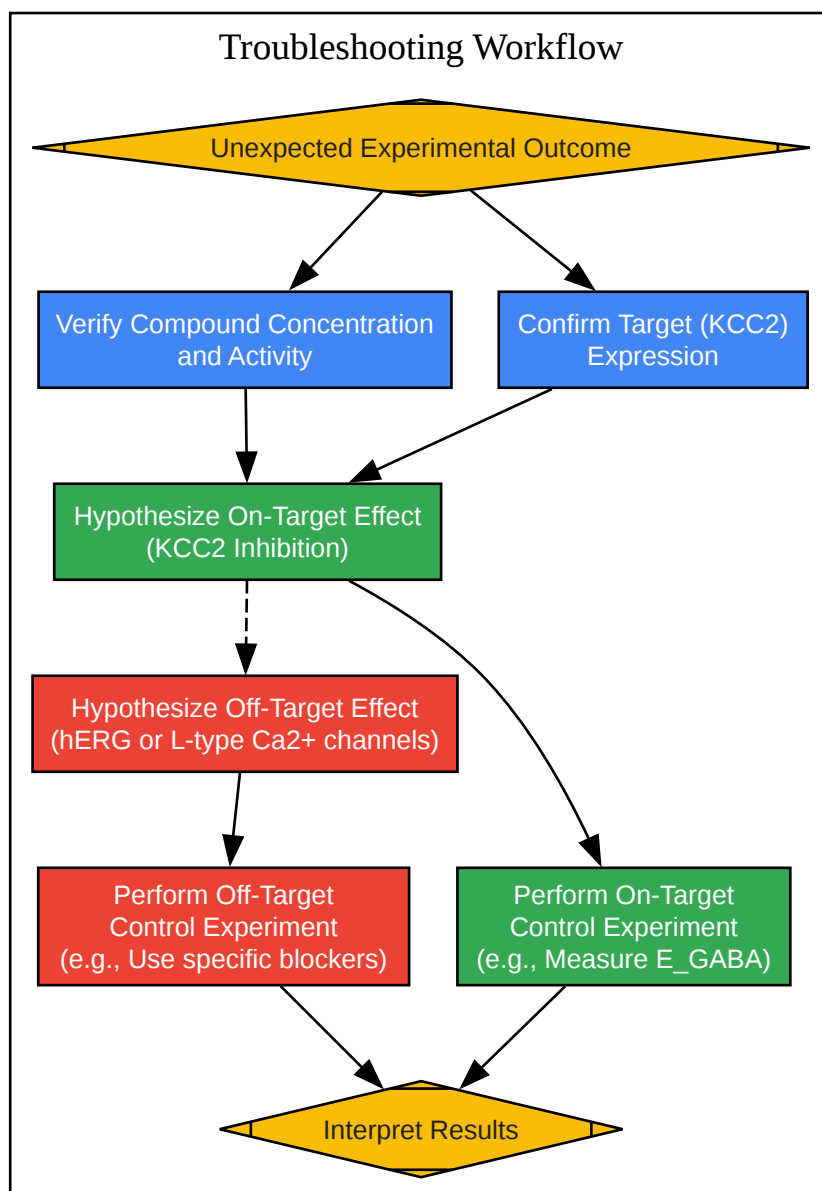 Troubleshooting Workflow
Unexpected Experimental Outcome
Verify Compound Concentration
and Activity
Confirm Target (KCC2)
Expression
Hypothesize On-Target Effect
(KCC2 Inhibition)
Hypothesize Off-Target Effect
(hERG or L-type Ca2+ channels)
Perform Off-Target
Control Experiment
(e.g., Use specific blockers)
Perform On-Target
Control Experiment
(e.g., Measure E_GABA)
Interpret Results